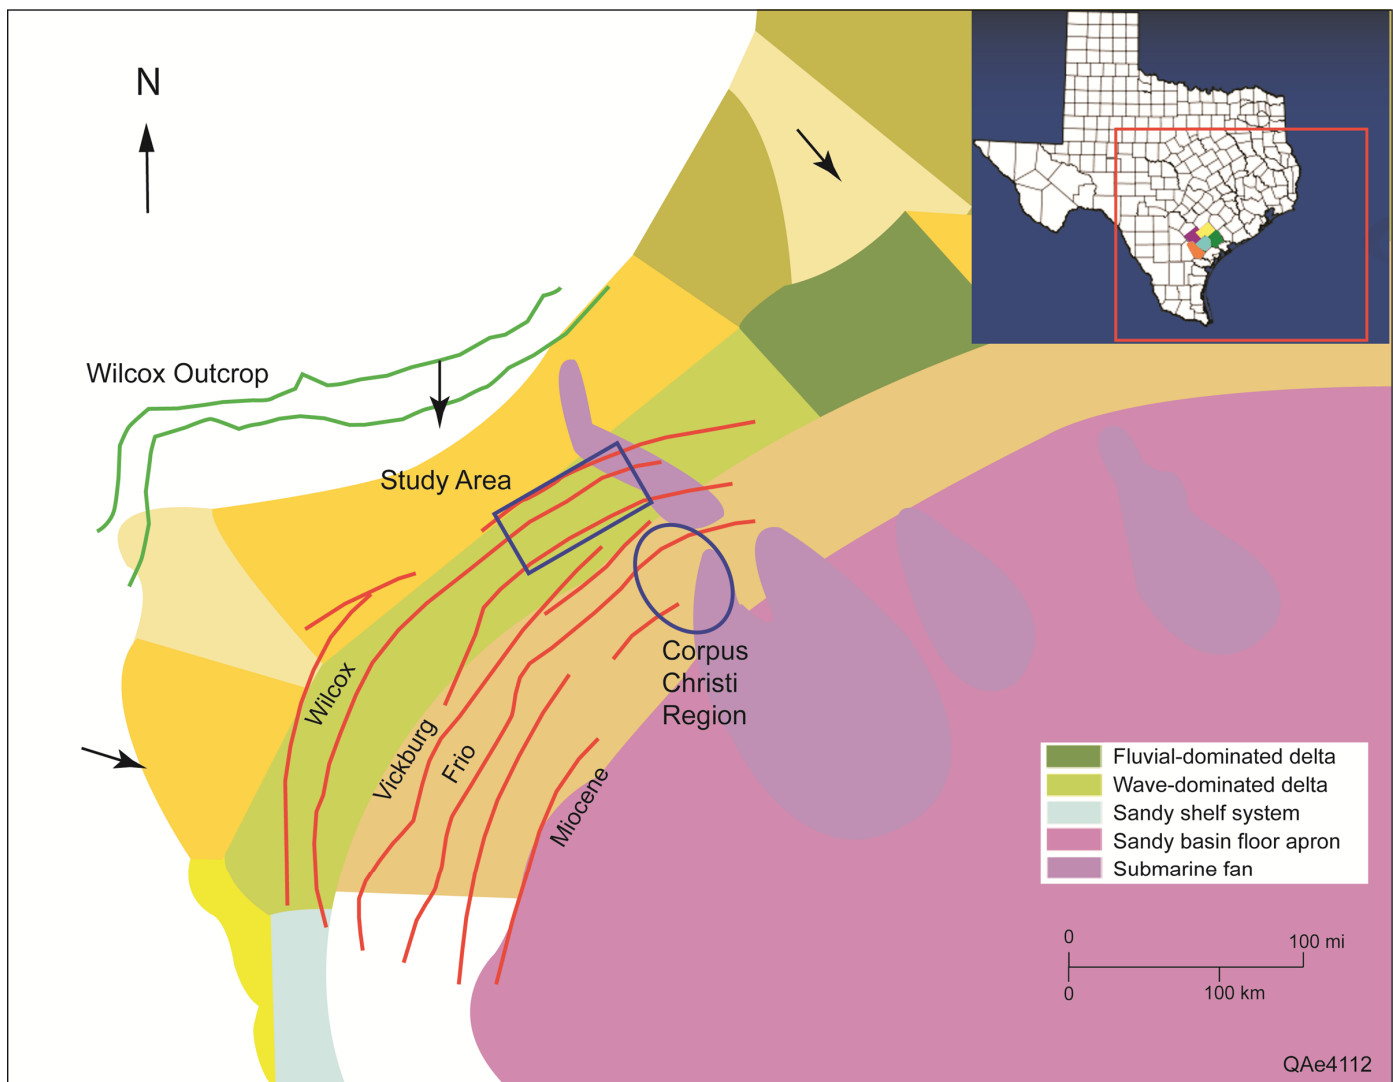 N
Wilcox Outcrop
Study Area
Corpus
Christi
Region
Wilcox
Vickburg
Frio
Miocene
Fluvial-dominated delta
Wave-dominated delta
Sandy shelf system
Sandy basin floor apron
Submarine fan
0
100 mi
0
100 km
QAe4112